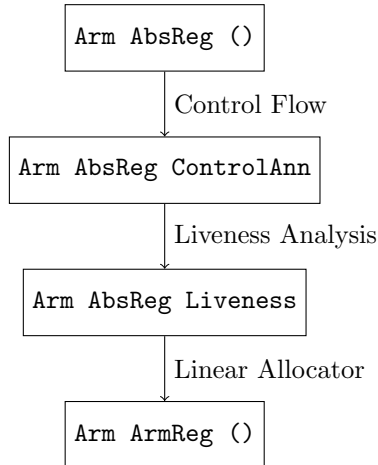 Arm AbsReg ()
Control Flow
Arm AbsReg ControlAnn
Liveness Analysis
Arm AbsReg Liveness
Linear Allocator
Arm ArmReg ()